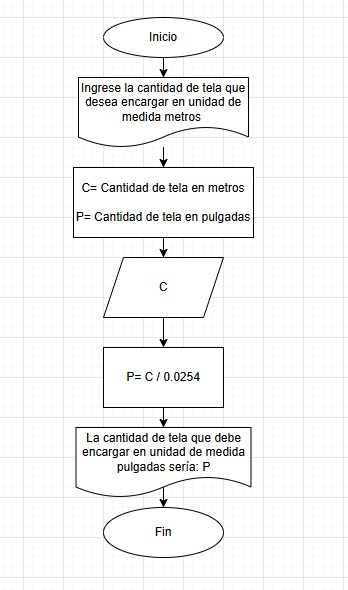 Inicio
Ingrese la cantidad de tela que
desea encargar en unidad de
medida metros
C= Cantidad de tela en metros
P= Cantidad de tela en pulgadas
C
P= C / 0.0254
La cantidad de tela que debe
encargar en unidad de medida
pulgadas sería: P
Fin